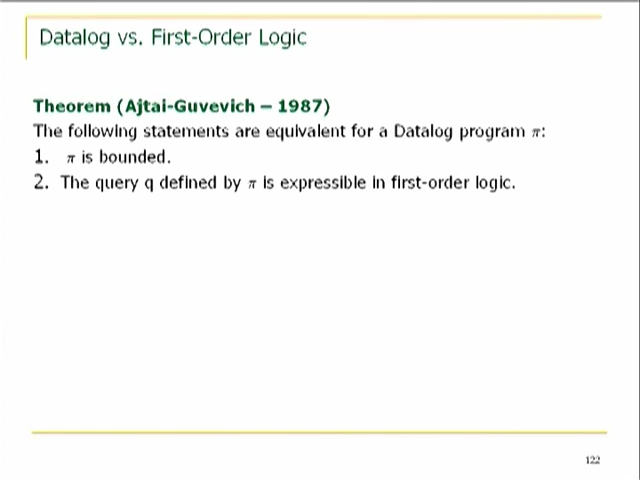 Datalog vs. First-Order Logic
Theorem (Ajtai-Guvevich – 1987)
The following statements are equivalent for a Datalog program π:
1. π is bounded.
2. The query q defined by π is expressible in first-order logic.
122